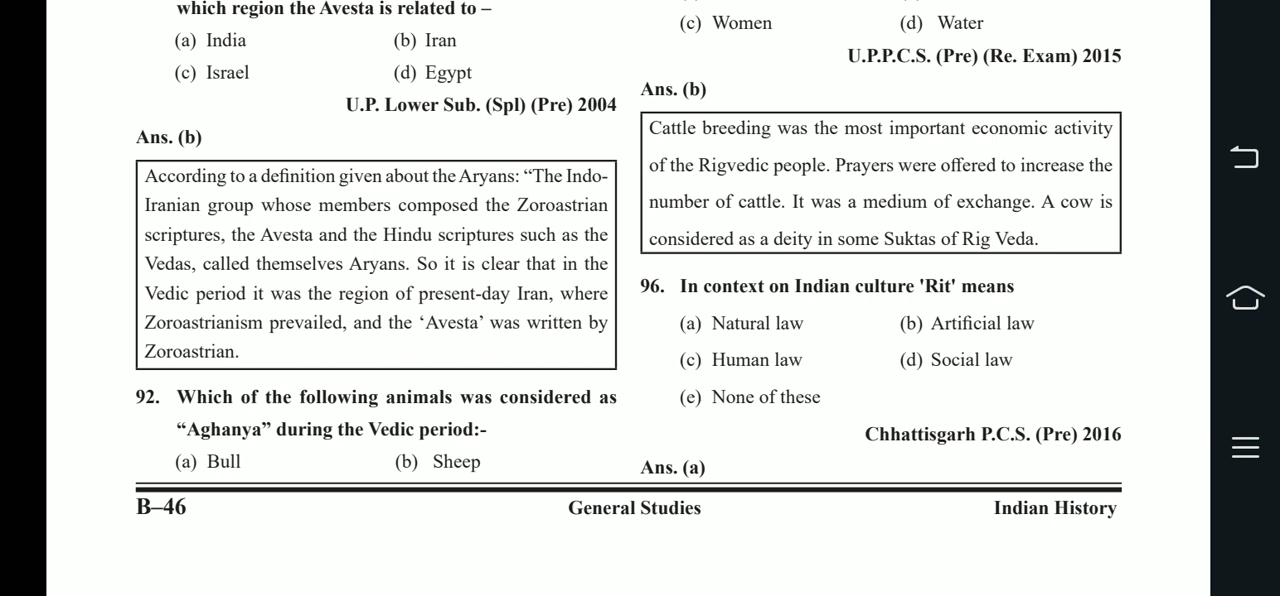 which region the Avesta is related to –
(a) India (b) Iran
(c) Israel (d) Egypt
U.P. Lower Sub. (Spl) (Pre) 2004
Ans. (b)
According to a definition given about the Aryans: “The Indo-
Iranian group whose members composed the Zoroastrian
scriptures, the Avesta and the Hindu scriptures such as the
Vedas, called themselves Aryans. So it is clear that in the
Vedic period it was the region of present-day Iran, where
Zoroastrianism prevailed, and the ‘Avesta’ was written by
Zoroastrian.
92. Which of the following animals was considered as
“Aghanya” during the Vedic period:-
(a) Bull (b) Sheep
(c) Women (d) Water
U.P.P.C.S. (Pre) (Re. Exam) 2015
Ans. (b)
Cattle breeding was the most important economic activity
of the Rigvedic people. Prayers were offered to increase the
number of cattle. It was a medium of exchange. A cow is
considered as a deity in some Suktas of Rig Veda.
96. In context on Indian culture 'Rit' means
(a) Natural law (b) Artificial law
(c) Human law (d) Social law
(e) None of these
Chhattisgarh P.C.S. (Pre) 2016
Ans. (a)
B–46 General Studies Indian History